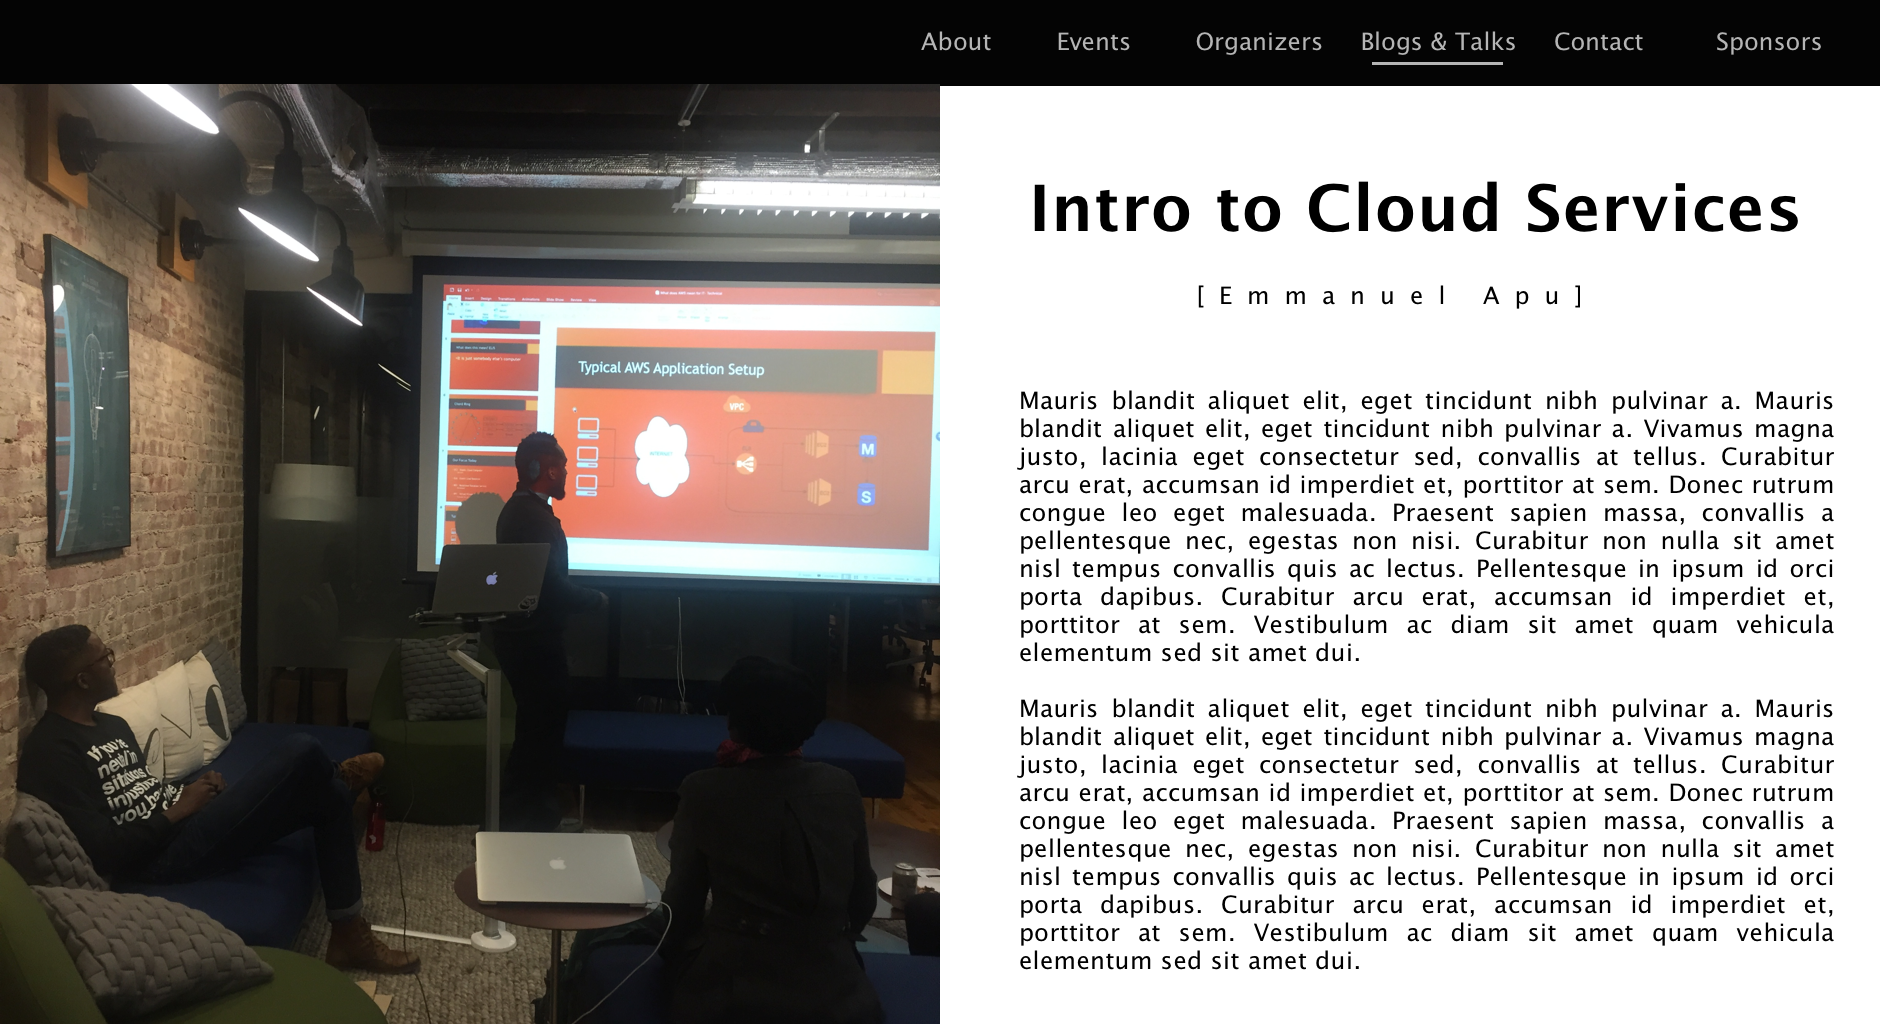 About Events Organizers Blogs & Talks Contact Sponsors
Intro to Cloud Services
[Emmanuel Apu]
Mauris blandit aliquet elit, eget tincidunt nibh pulvinar a. Mauris
blandit aliquet elit, eget tincidunt nibh pulvinar a. Vivamus magna
justo, lacinia eget consectetur sed, convallis at tellus. Curabitur
arcu erat, accumsan id imperdiet et, porttitor at sem. Donec rutrum
congue leo eget malesuada. Praesent sapien massa, convallis a
pellentesque nec, egestas non nisi. Curabitur non nulla sit amet
nisl tempus convallis quis ac lectus. Pellentesque in ipsum id orci
porta dapibus. Curabitur arcu erat, accumsan id imperdiet et,
porttitor at sem. Vestibulum ac diam sit amet quam vehicula
elementum sed sit amet dui.
Mauris blandit aliquet elit, eget tincidunt nibh pulvinar a. Mauris
blandit aliquet elit, eget tincidunt nibh pulvinar a. Vivamus magna
justo, lacinia eget consectetur sed, convallis at tellus. Curabitur
arcu erat, accumsan id imperdiet et, porttitor at sem. Donec rutrum
congue leo eget malesuada. Praesent sapien massa, convallis a
pellentesque nec, egestas non nisi. Curabitur non nulla sit amet
nisl tempus convallis quis ac lectus. Pellentesque in ipsum id orci
porta dapibus. Curabitur arcu erat, accumsan id imperdiet et,
porttitor at sem. Vestibulum ac diam sit amet quam vehicula
elementum sed sit amet dui.
Typical AWS Application Setup
VPC
INTERNET
M
S
If you're
in
injustice